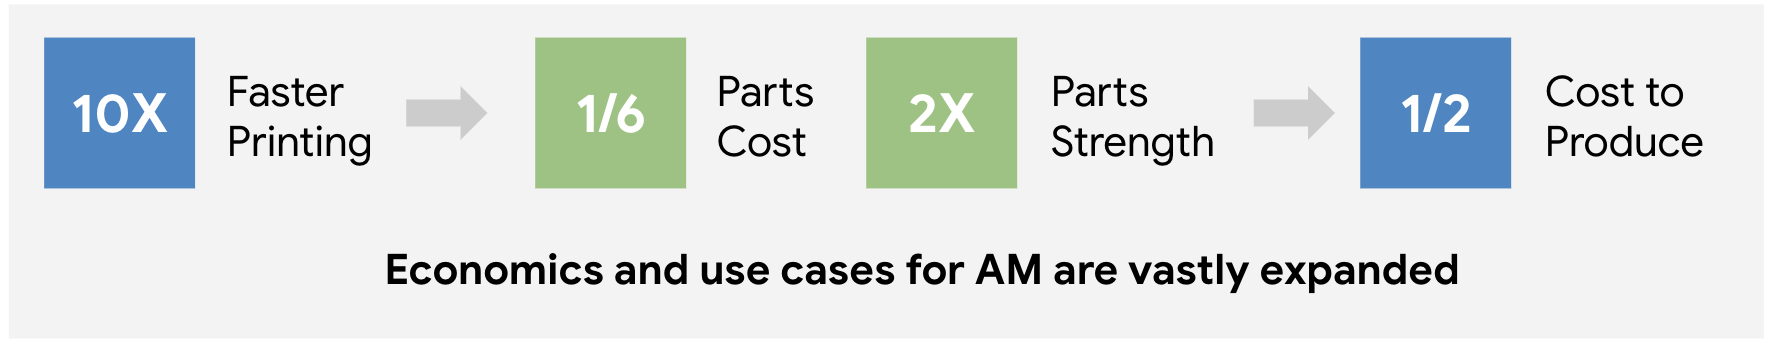 10X
Faster
Printing
1/6
Parts
Cost
2X
Parts
Strength
1/2
Cost to
Produce
Economics and use cases for AM are vastly expanded